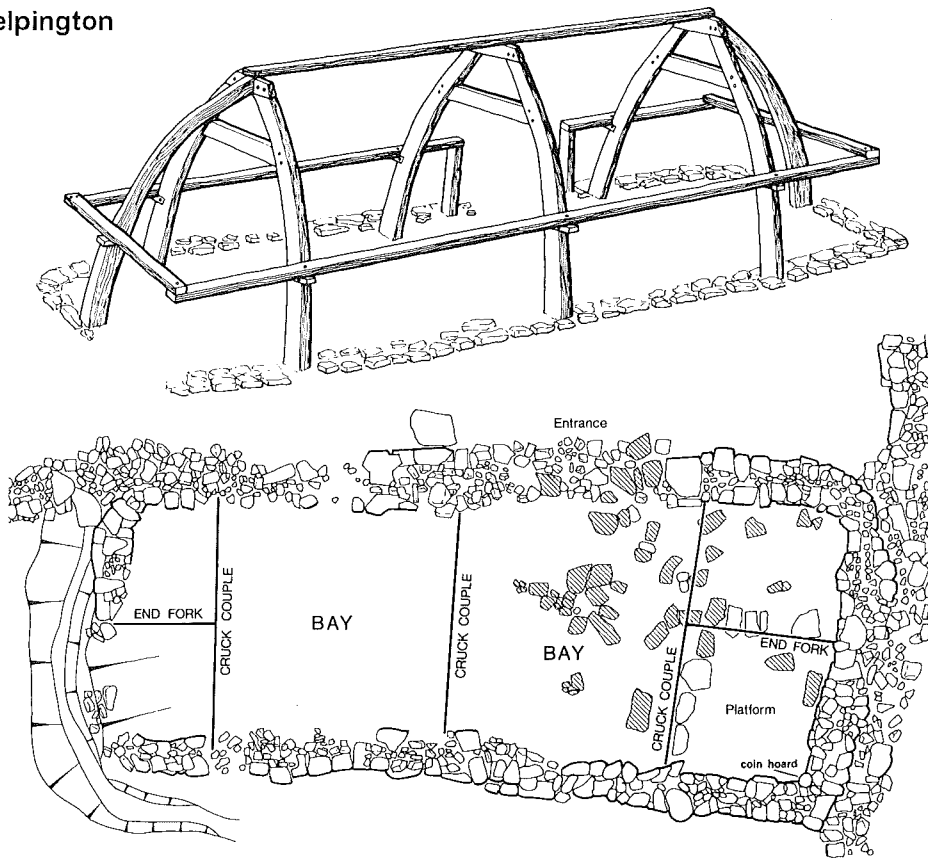 elpington
Entrance
END FORK
CRUCK COUPLE
BAY
CRUCK COUPLE
BAY
CRUCK COUPLE
END FORK
Platform
coin hoard